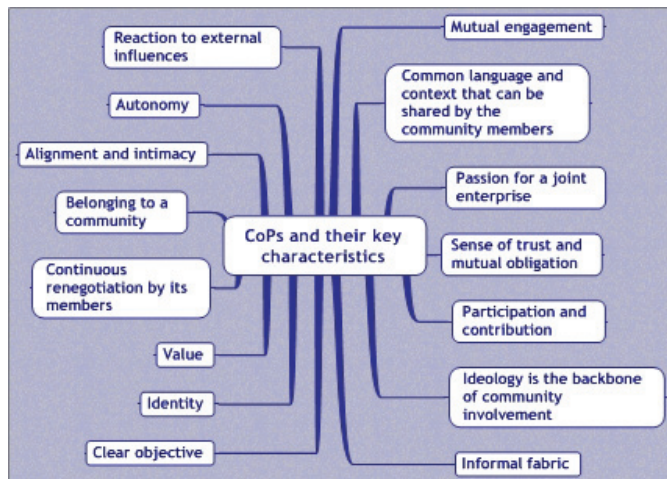 Reaction to external
influences
Autonomy
Alignment and intimacy
Belonging to a
community
Continuous
renegotiation by its
members
Value
Identity
Clear objective
CoPs and their key
characteristics
Mutual engagement
Common language and
context that can be
shared by the
community members
Passion for a joint
enterprise
Sense of trust and
mutual obligation
Participation and
contribution
Ideology is the backbone
of community
involvement
Informal fabric